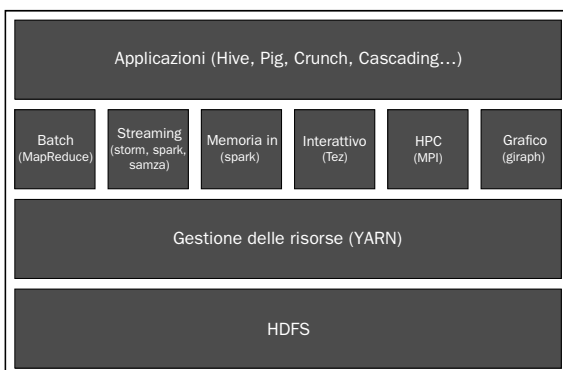 Applicazioni (Hive, Pig, Crunch, Cascading...)
Batch
(MapReduce)
Streaming
(storm, spark,
samza)
Memoria in
(spark)
Interattivo
(Tez)
HPC
(MPI)
Grafico
(giraph)
Gestione delle risorse (YARN)
HDFS